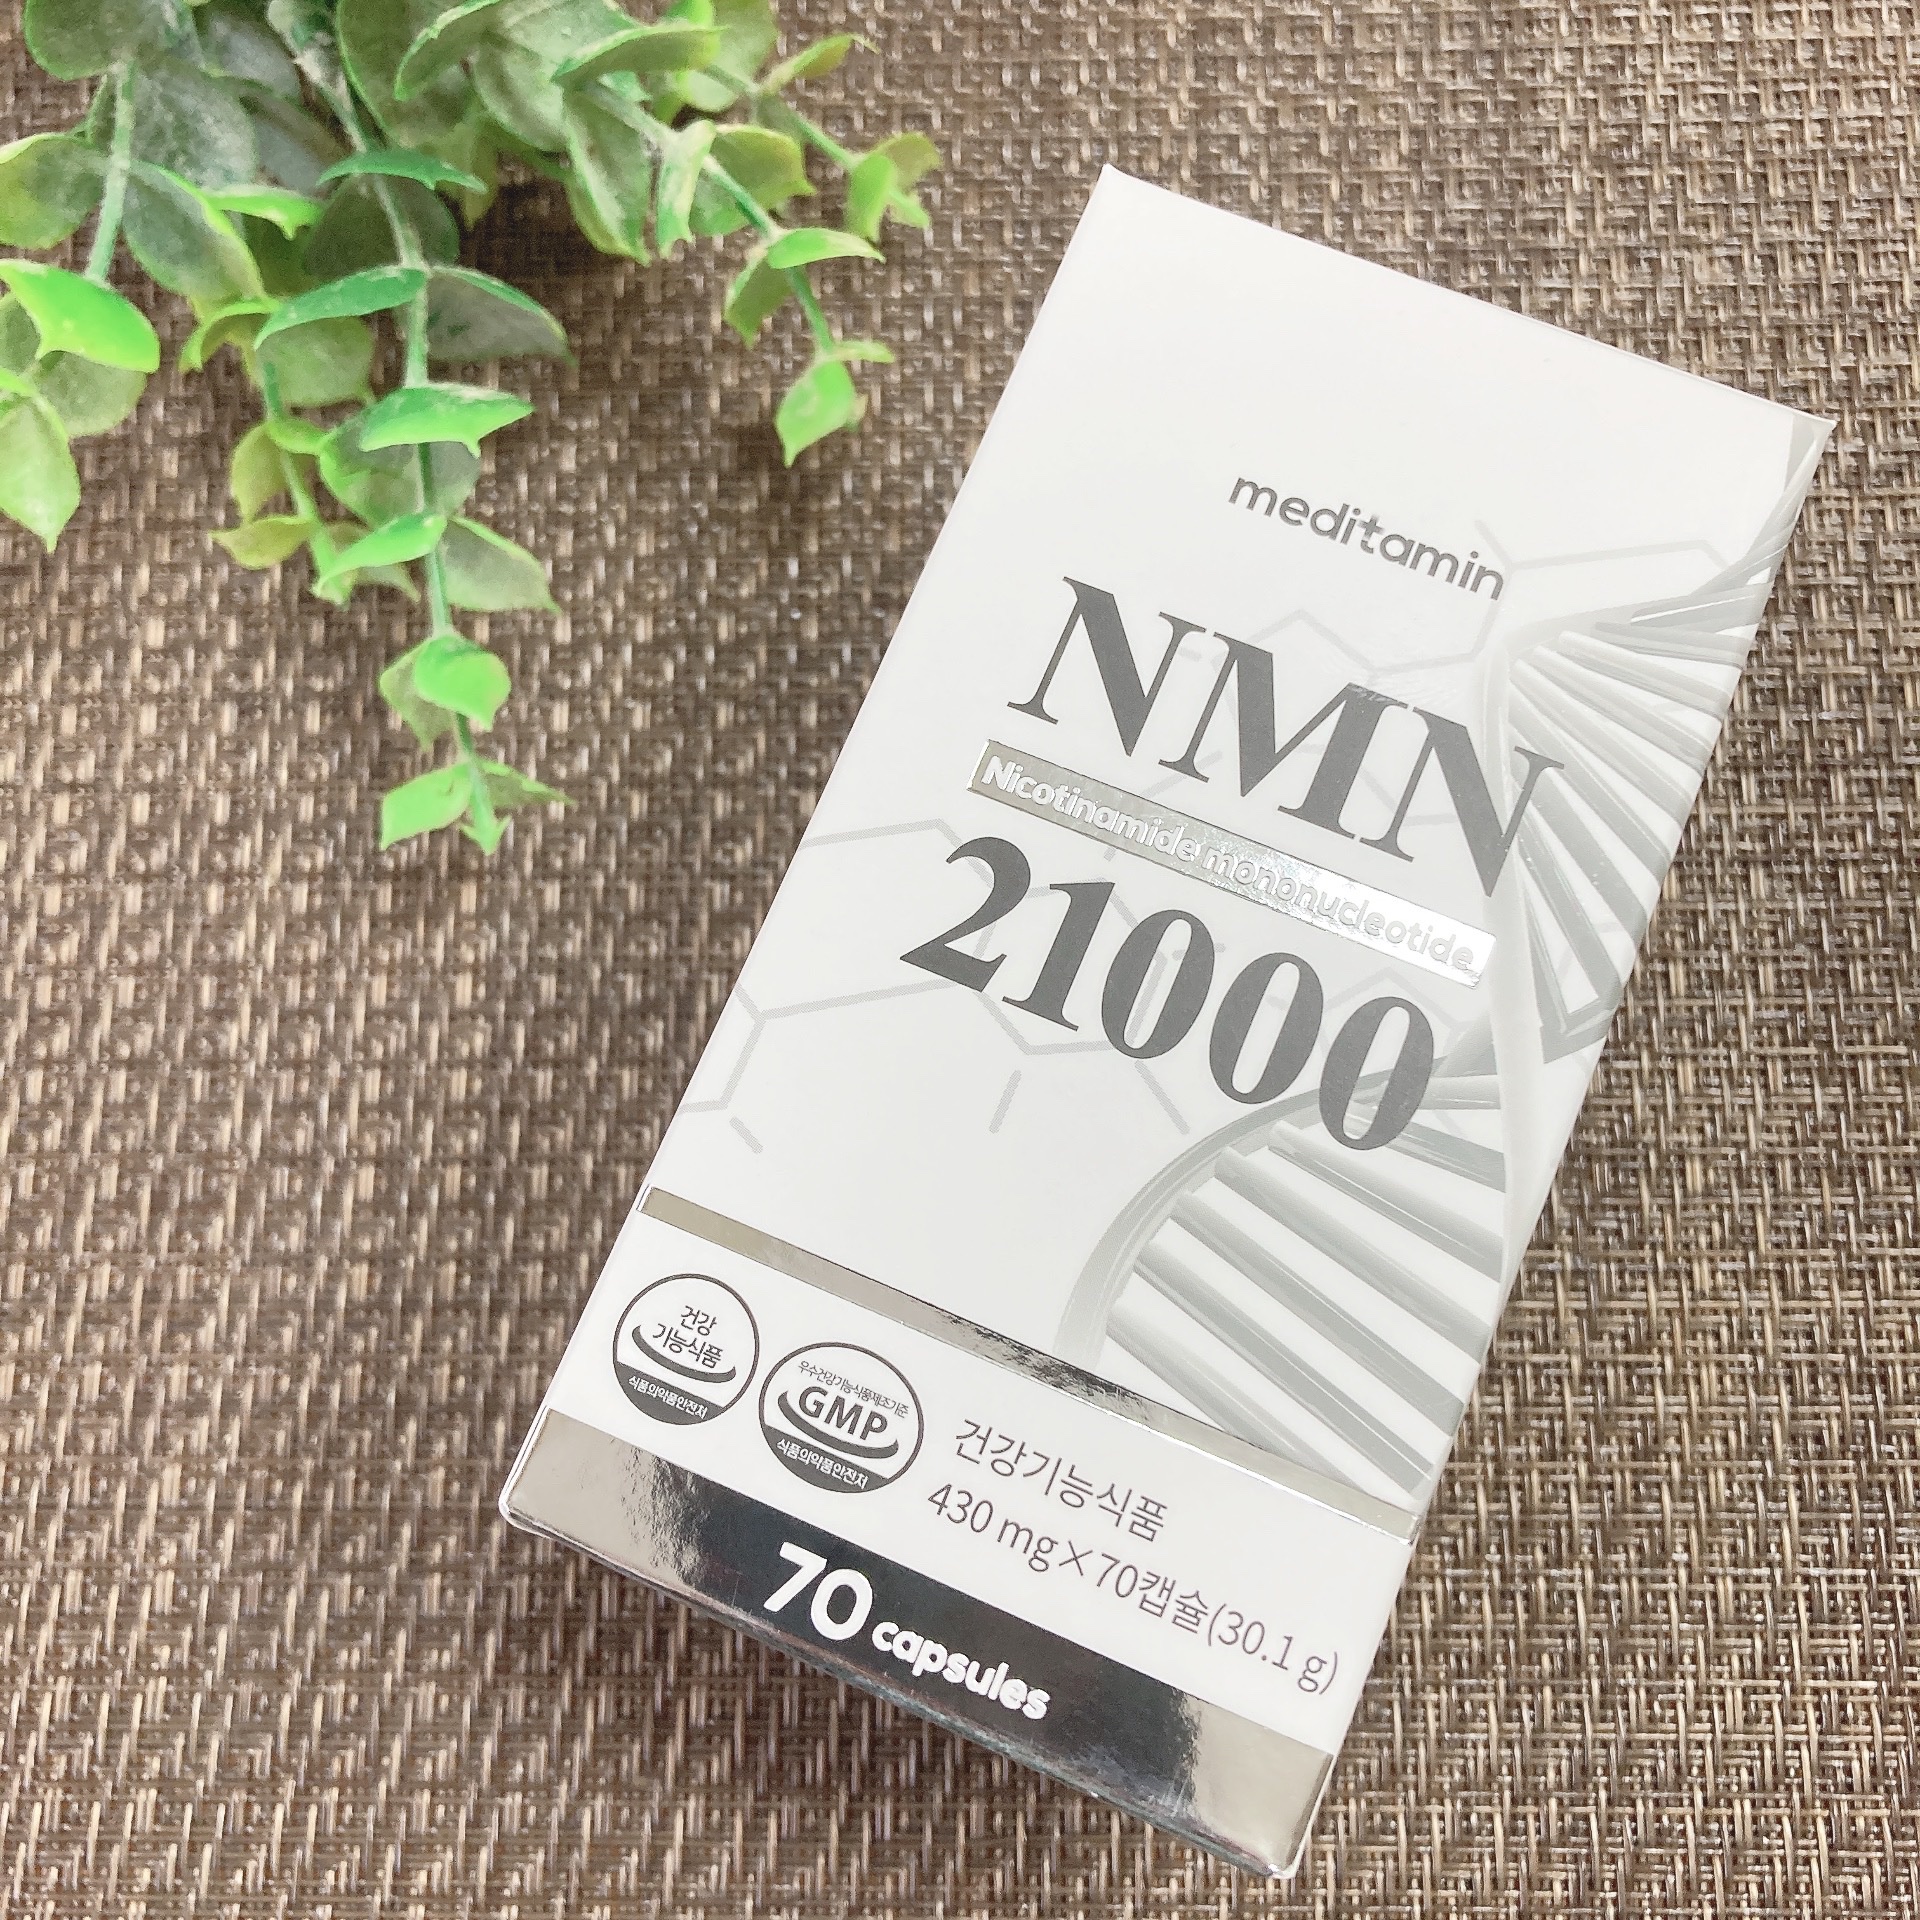 meditamin
NMN
Nicotinamide mononucleotide
21000
건강
기능식품
식품의약품안전처
우수건강기능식품제조기준
GMP
식품의약품안전처
건강기능식품
430 mg×70캡슐(30.1 g)
70 capsules